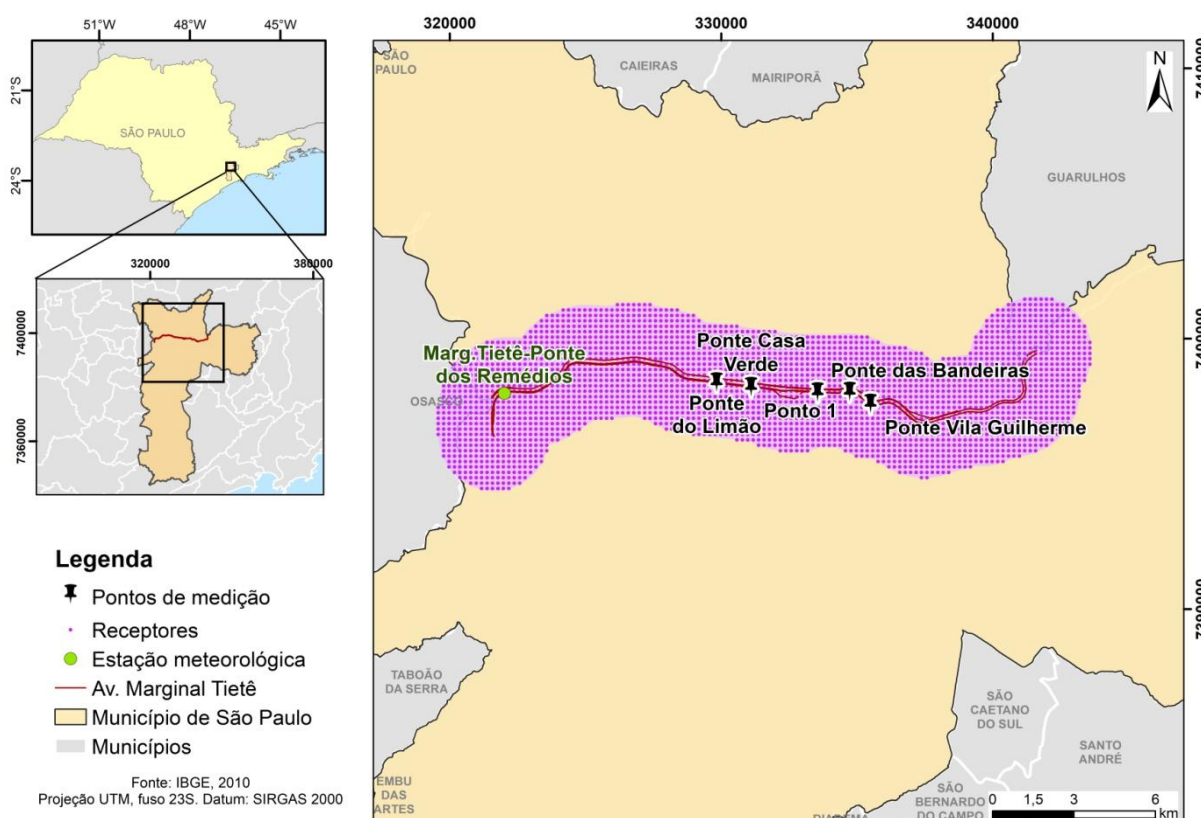 51°W 48°W 45°W
21°S
24°S
SÃO PAULO
320000 380000
7400000
7360000
Legenda
Pontos de medição
Receptores
Estação meteorológica
Av. Marginal Tietê
Município de São Paulo
Municípios
Fonte: IBGE, 2010
Projeção UTM, fuso 23S. Datum: SIRGAS 2000
320000 330000 340000
7410000
7400000
7390000
N
SÃO
PAULO
CAIEIRAS
MAIRIPORÃ
GUARULHOS
Marg.Tietê-Ponte
dos Remédios
OSASCO
Ponte Casa
Verde
Ponte
do Limão
Ponto 1
Ponte das Bandeiras
Ponte Vila Guilherme
TABOÃO
DA SERRA
EMBU
DAS
ARTES
SÃO
CAETANO
DO SUL
SANTO
ANDRÉ
SÃO
BERNARDO
DO CAMPO
0 1,5 3 6
km